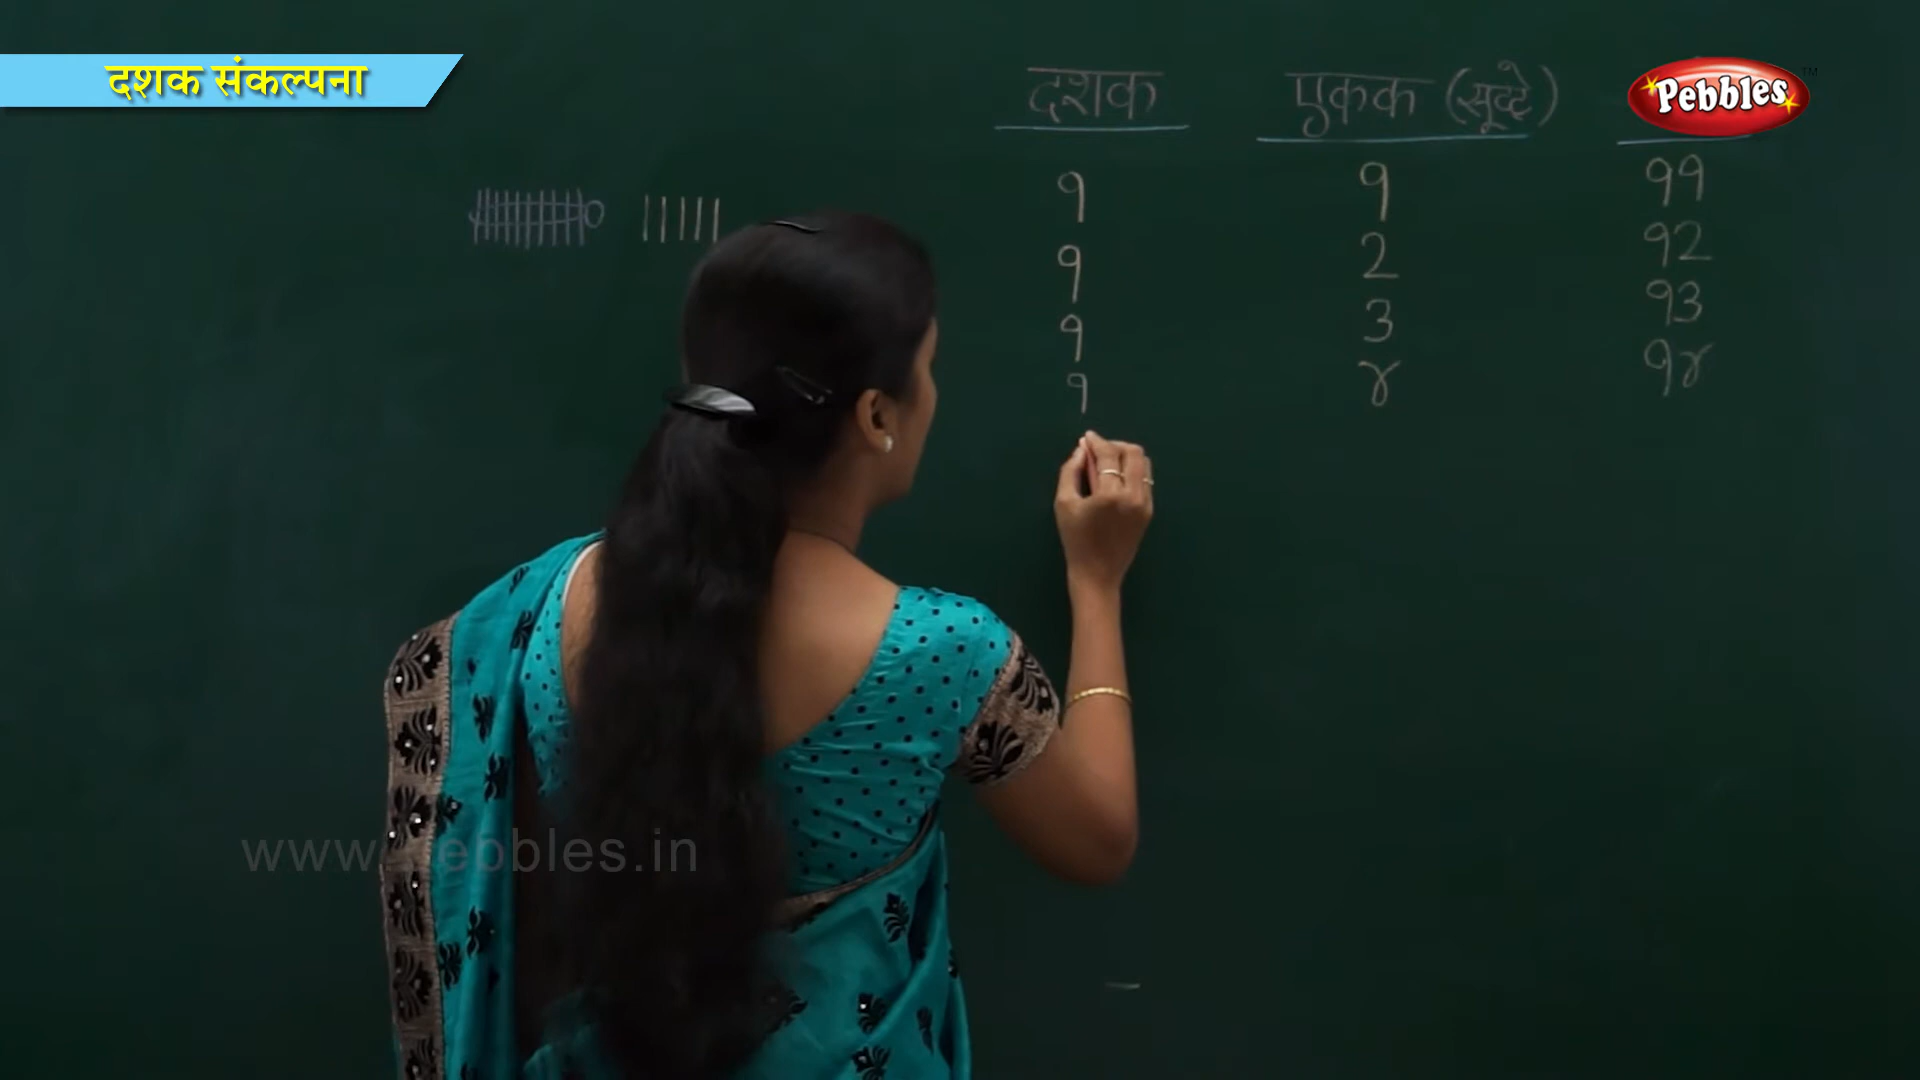 दशक संकल्पना
Pebbles TM
दशक एकक (सुट्टे)
१ १ ११
१ २ १२
१ ३ १३
१ ४ १४
www.pebbles.in